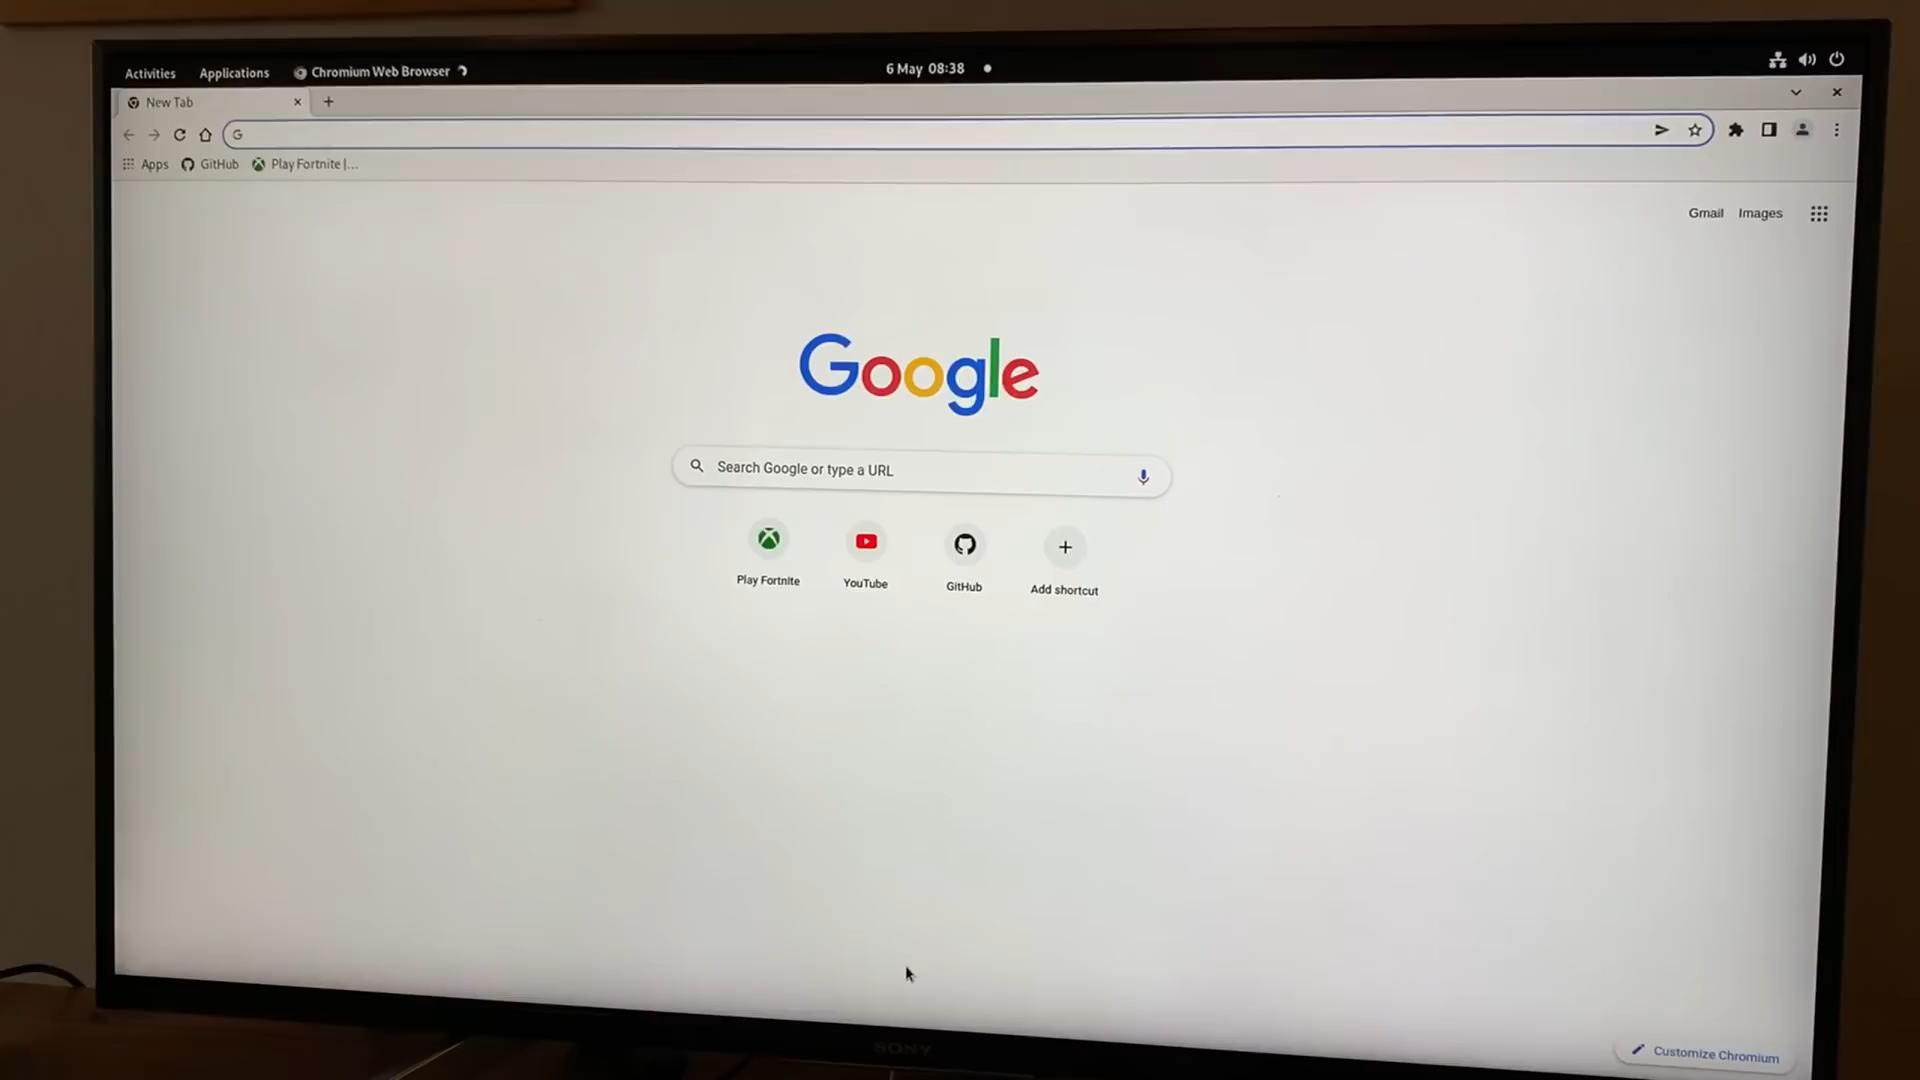 Activities Applications Chromium Web Browser 6 May 08:38
New Tab
G
Apps GitHub Play Fortnite |...
Gmail Images
Google
Search Google or type a URL
Play Fortnite YouTube GitHub Add shortcut
SONY
Customize Chromium